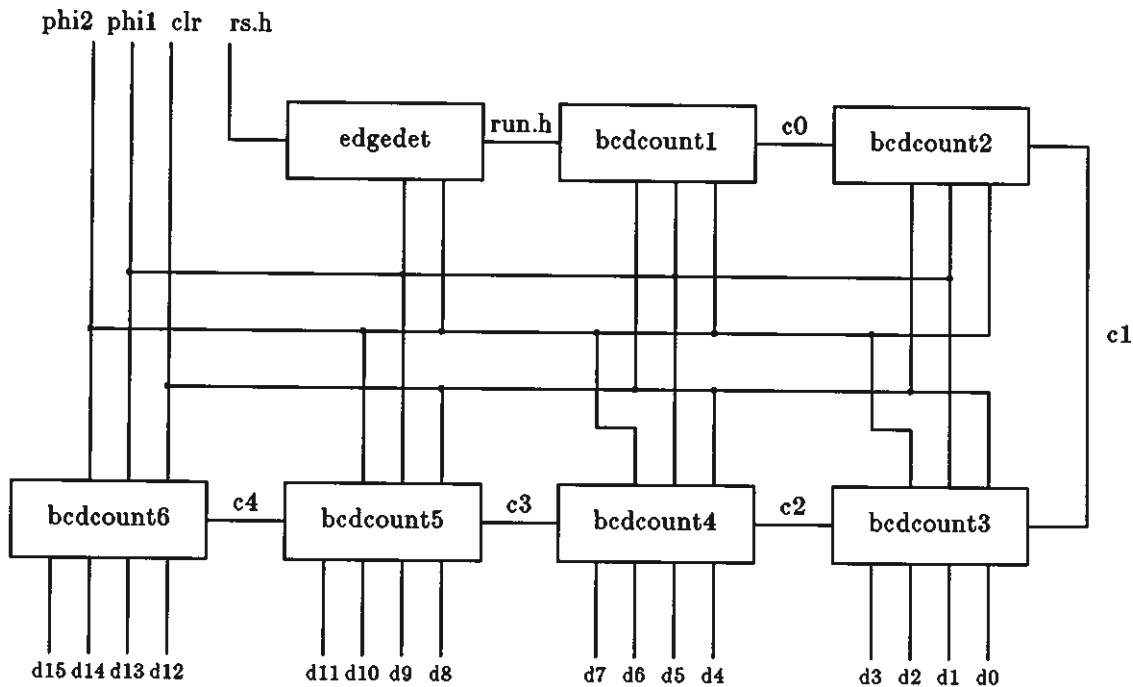 phi2 phi1 clr rs.h
edgedet run.h bcdcount1 c0 bcdcount2
c1
bcdcount6 c4 bcdcount5 c3 bcdcount4 c2 bcdcount3
d15 d14 d13 d12 d11 d10 d9 d8 d7 d6 d5 d4 d3 d2 d1 d0